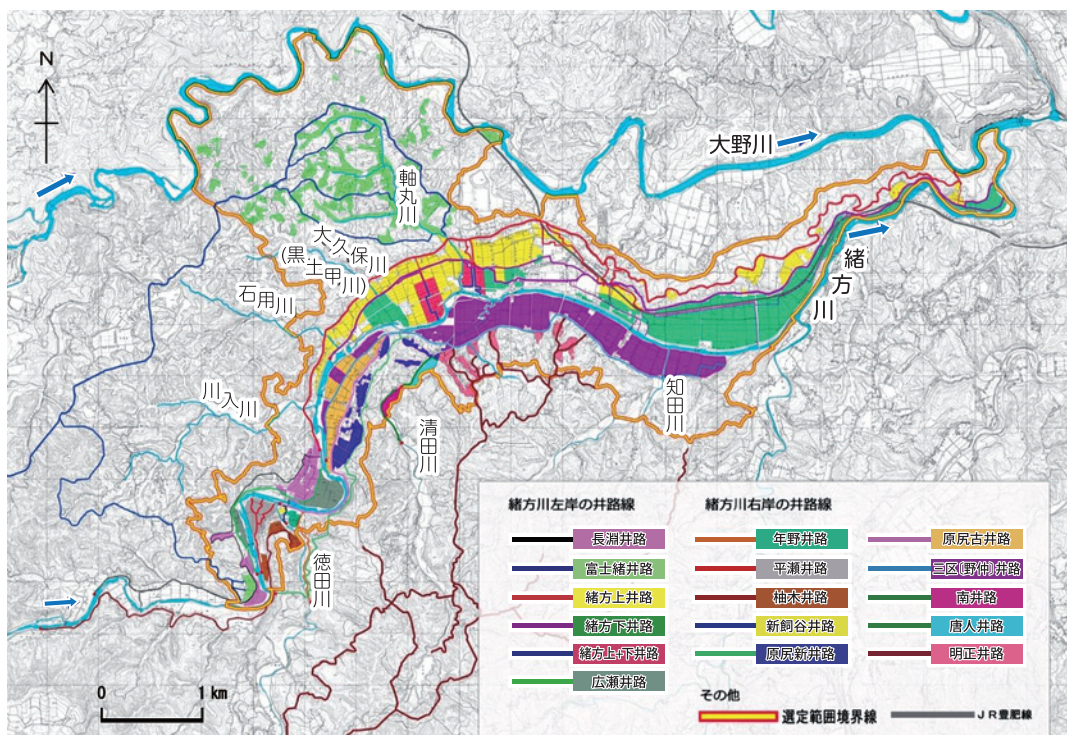 N
大野川
軸丸川
大久保川
(黒土甲川)
石用川
緒方川
川入川
知田川
清田川
徳田川
緒方川左岸の井路線
長淵井路
富士緒井路
緒方上井路
緒方下井路
緒方上+下井路
広瀬井路
緒方川右岸の井路線
年野井路
平瀬井路
柚木井路
新飼谷井路
原尻新井路
原尻古井路
三区(野仲)井路
南井路
唐人井路
明正井路
その他
選定範囲境界線
JR豊肥線
0 1 km